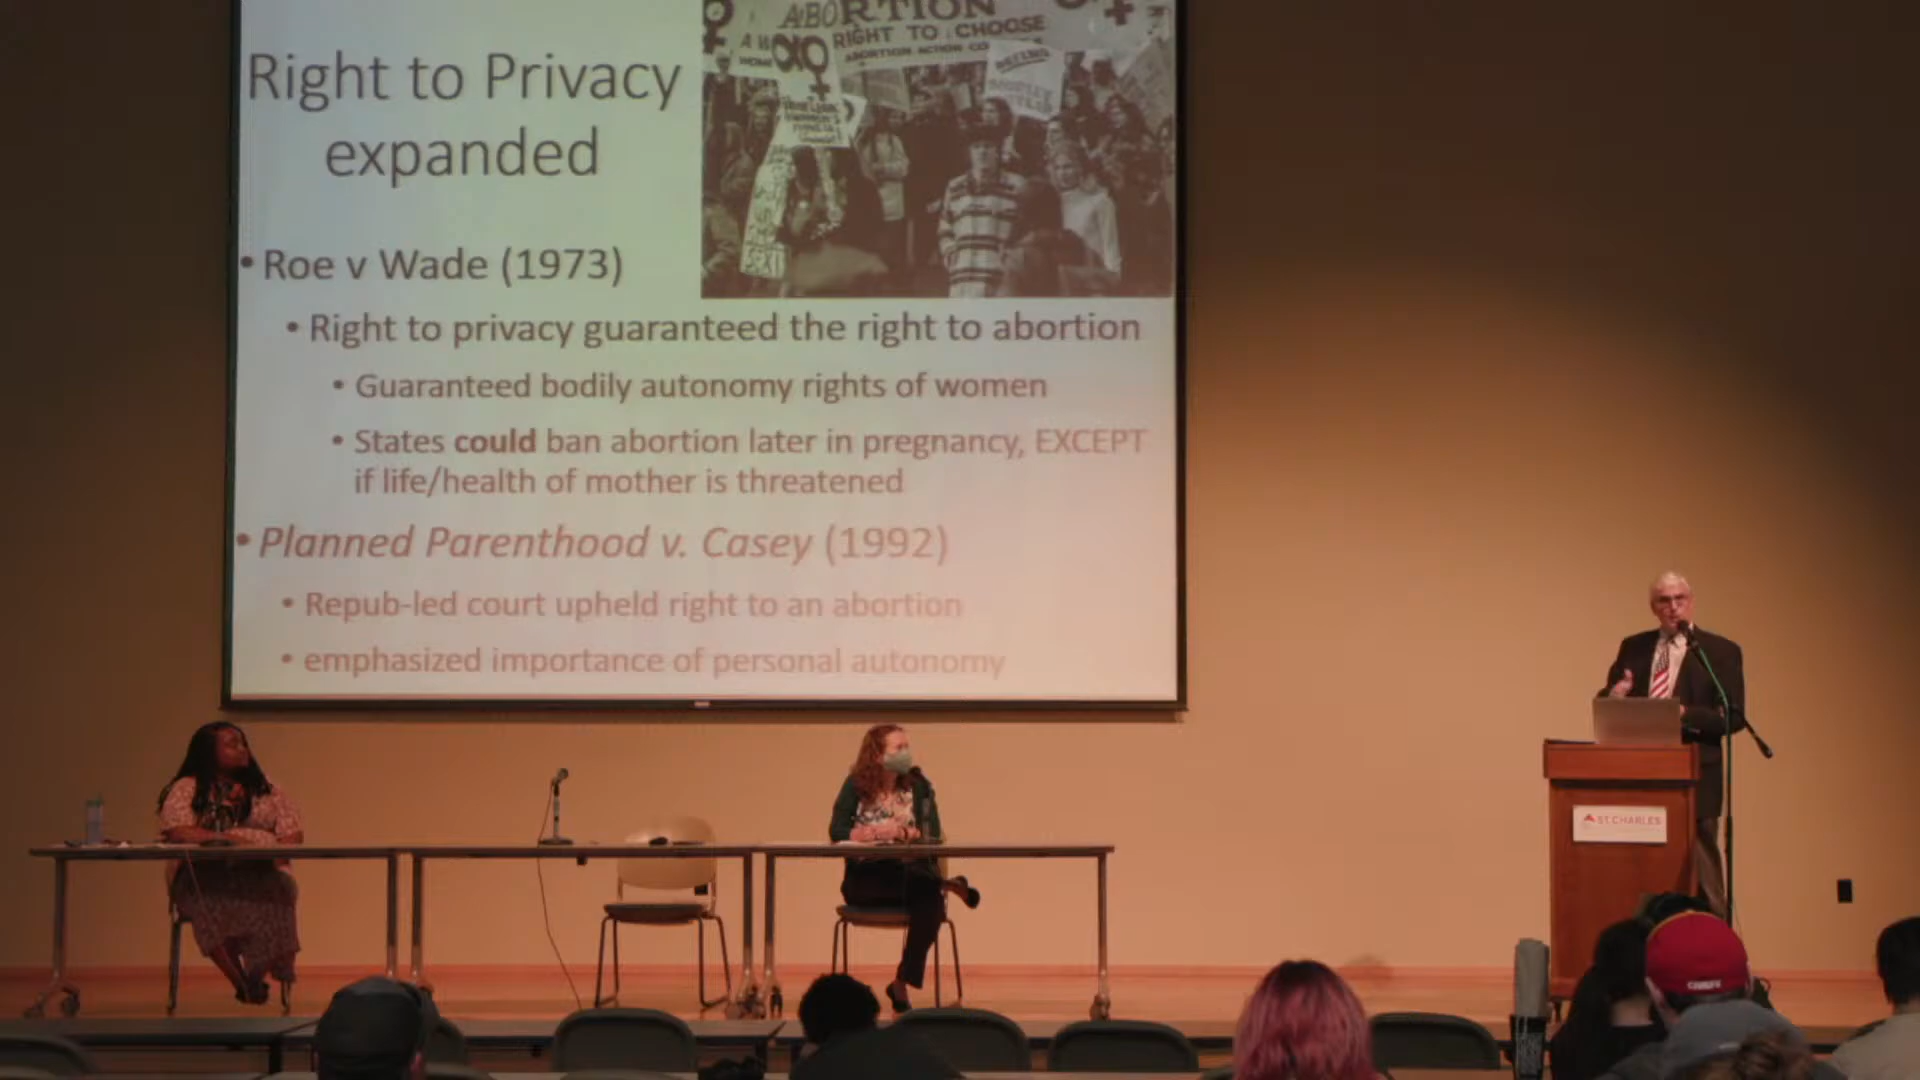 Right to Privacy
expanded
ABORTION
RIGHT TO CHOOSE
ABORTION ACTION CO
• Roe v Wade (1973)
• Right to privacy guaranteed the right to abortion
• Guaranteed bodily autonomy rights of women
• States could ban abortion later in pregnancy, EXCEPT
if life/health of mother is threatened
• Planned Parenthood v. Casey (1992)
• Repub-led court upheld right to an abortion
• emphasized importance of personal autonomy
ST. CHARLES